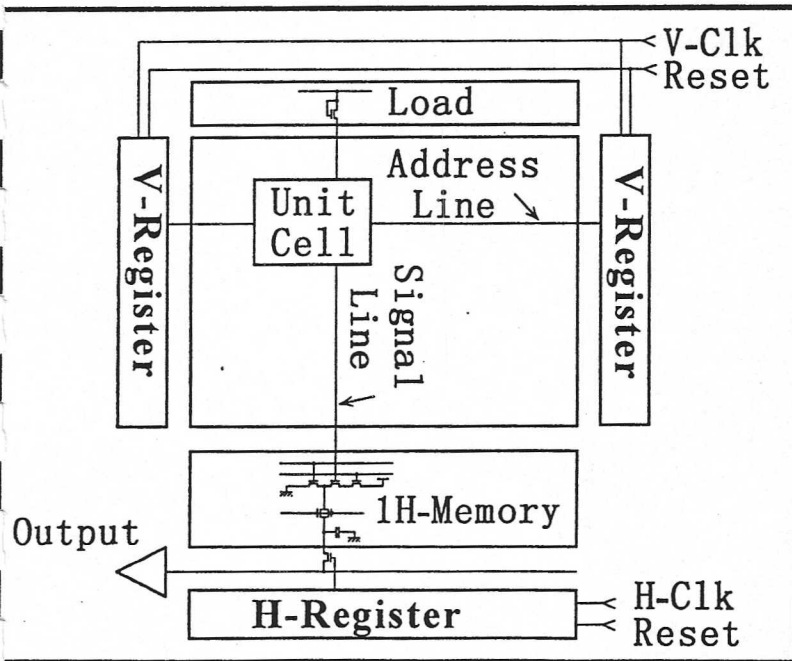 V-Clk
Reset
Load
V-Register
Address
Line
V-Register
Unit
Cell
Signal
Line
1H-Memory
Output
H-Register
H-Clk
Reset